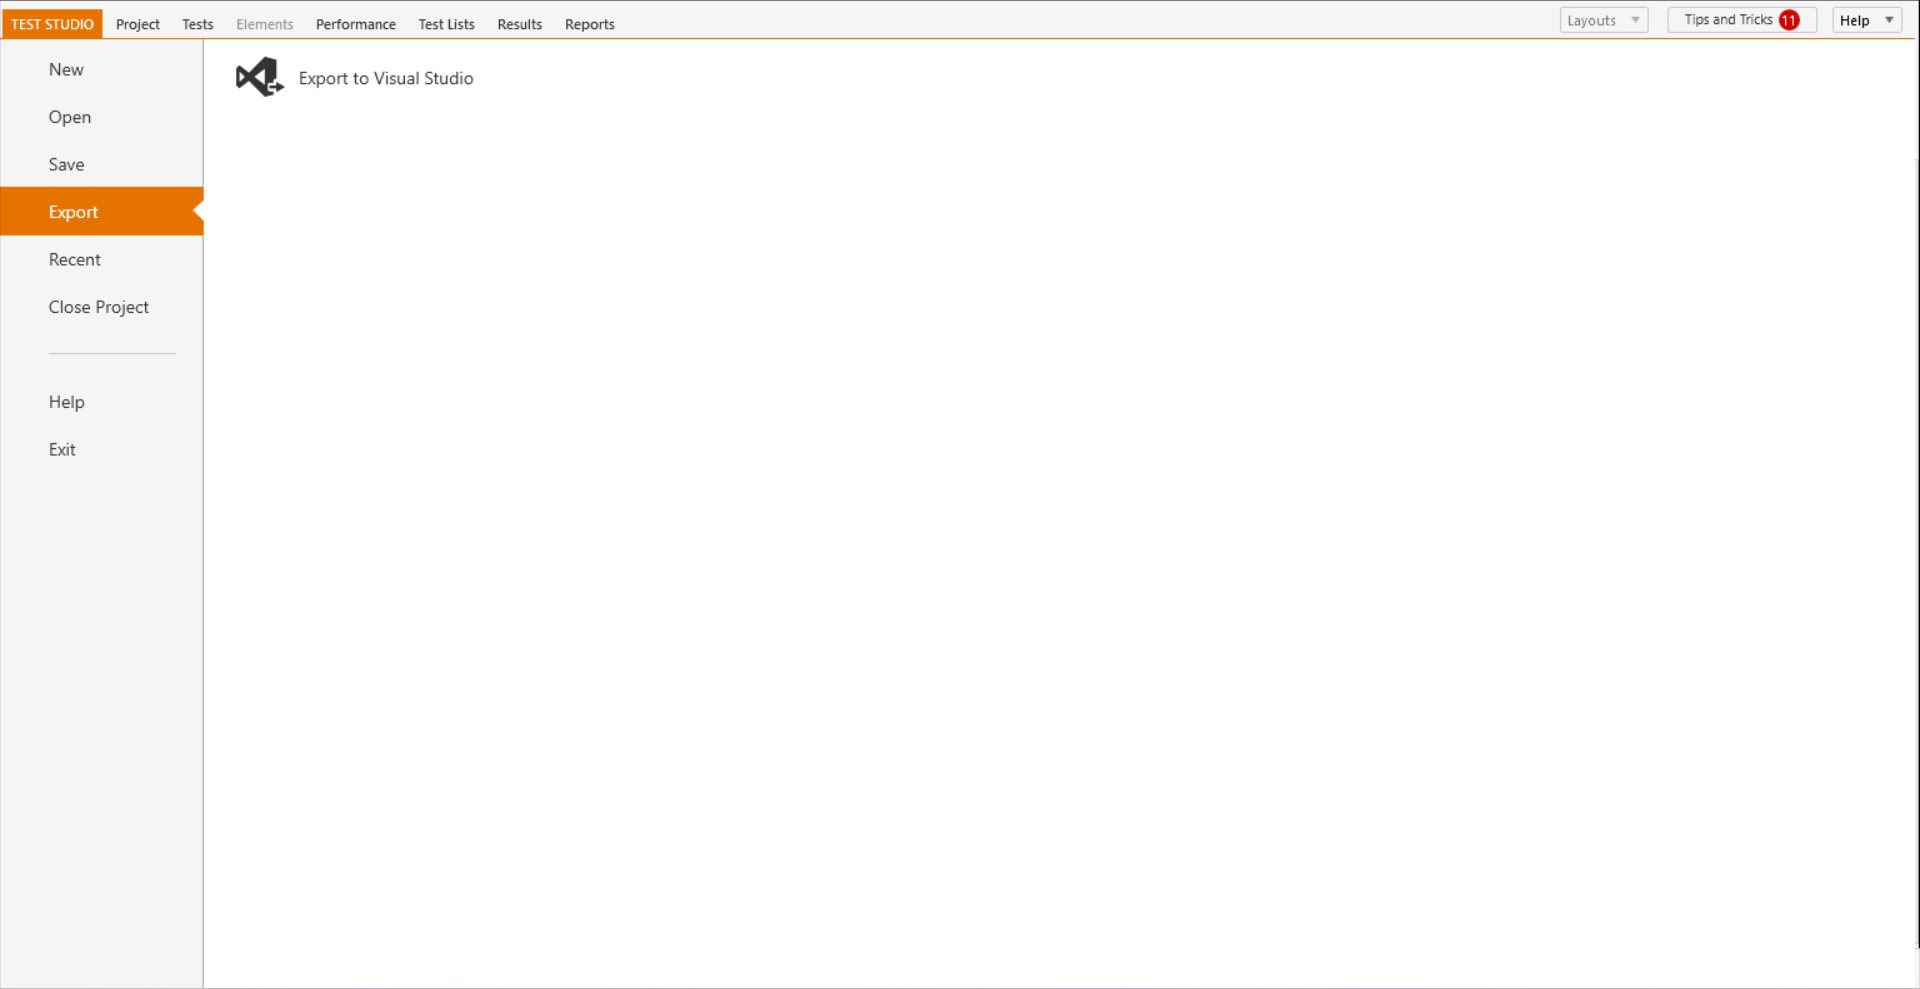 TEST STUDIO Project Tests Elements Performance Test Lists Results Reports Layouts Tips and Tricks 11 Help
New
Open
Save
Export
Recent
Close Project
Help
Exit
Export to Visual Studio